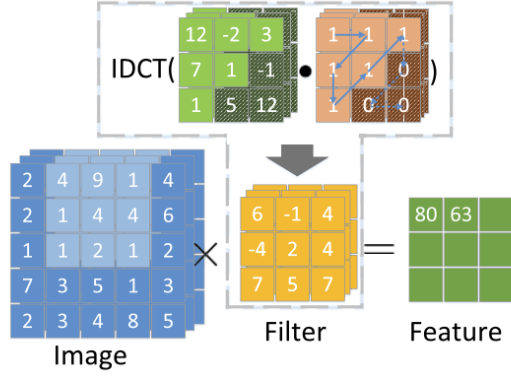 12 -2 3
7 1 -1
1 5 12
IDCT( • )
1 1 1
1 1 0
1 0 0
2 4 9 1 4
2 1 4 4 6
1 1 2 1 2
7 3 5 1 3
2 3 4 8 5
Image
×
6 -1 4
-4 2 4
7 5 7
Filter
=
80 63
Feature